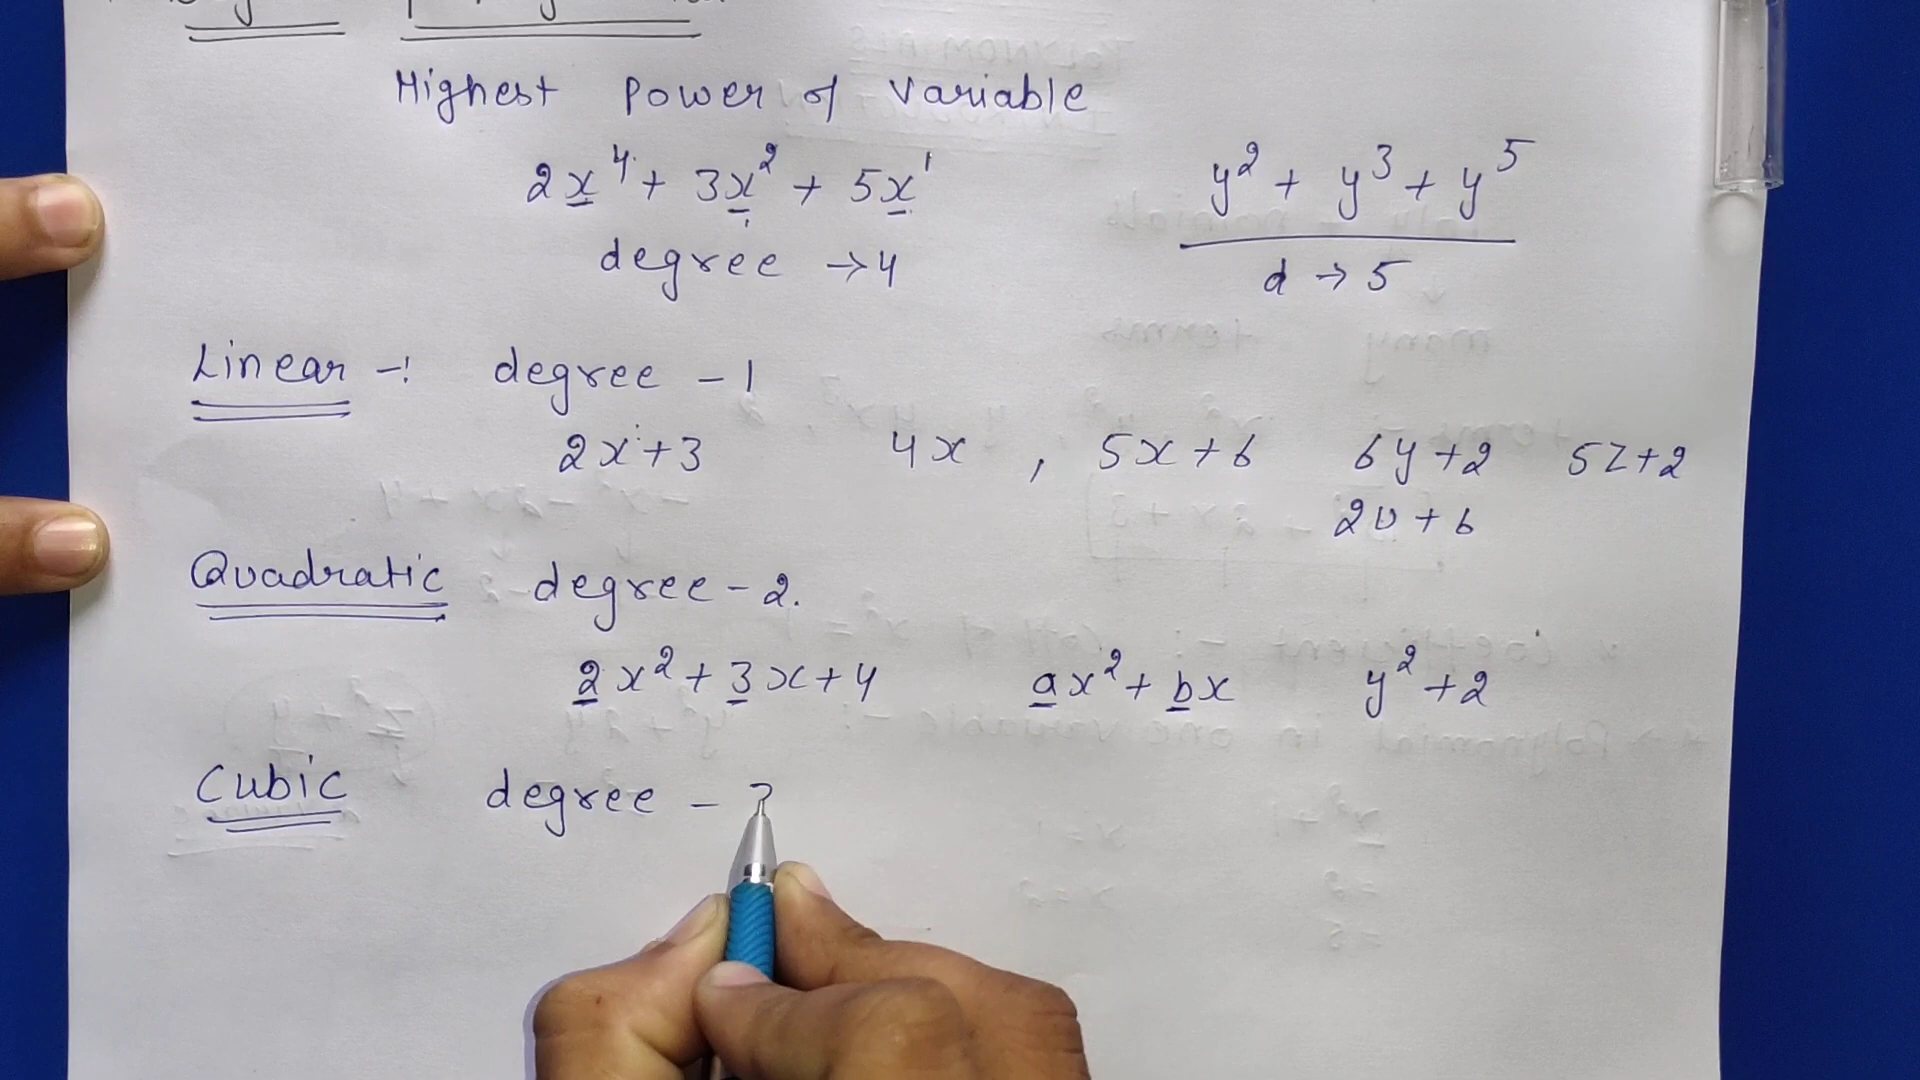 Highest Power of Variable
2x⁴ + 3x² + 5x¹
y² + y³ + y⁵
degree → 4
d → 5
Linear -: degree - 1
2x+3 4x , 5x+6 6y+2 5z+2
2u+6
Quadratic degree - 2.
2x² + 3x + 4 ax² + bx y² + 2
Cubic degree -